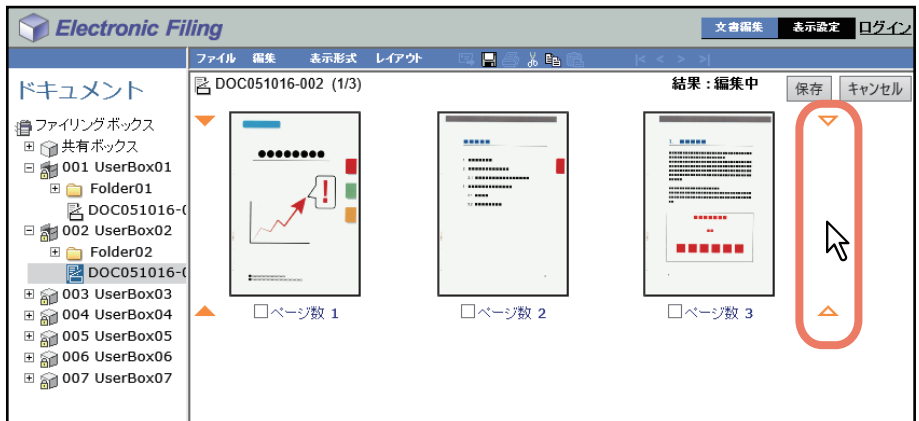 Electronic Filing
文書編集 表示設定 ログイン
ファイル 編集 表示形式 レイアウト |< < > >|
ドキュメント
DOC051016-002 (1/3) 結果：編集中 保存 キャンセル
ファイリングボックス
共有ボックス
001 UserBox01
Folder01
DOC051016-(
002 UserBox02
Folder02
DOC051016-(
003 UserBox03
004 UserBox04
005 UserBox05
006 UserBox06
007 UserBox07
!
1.
ページ数 1 ページ数 2 ページ数 3